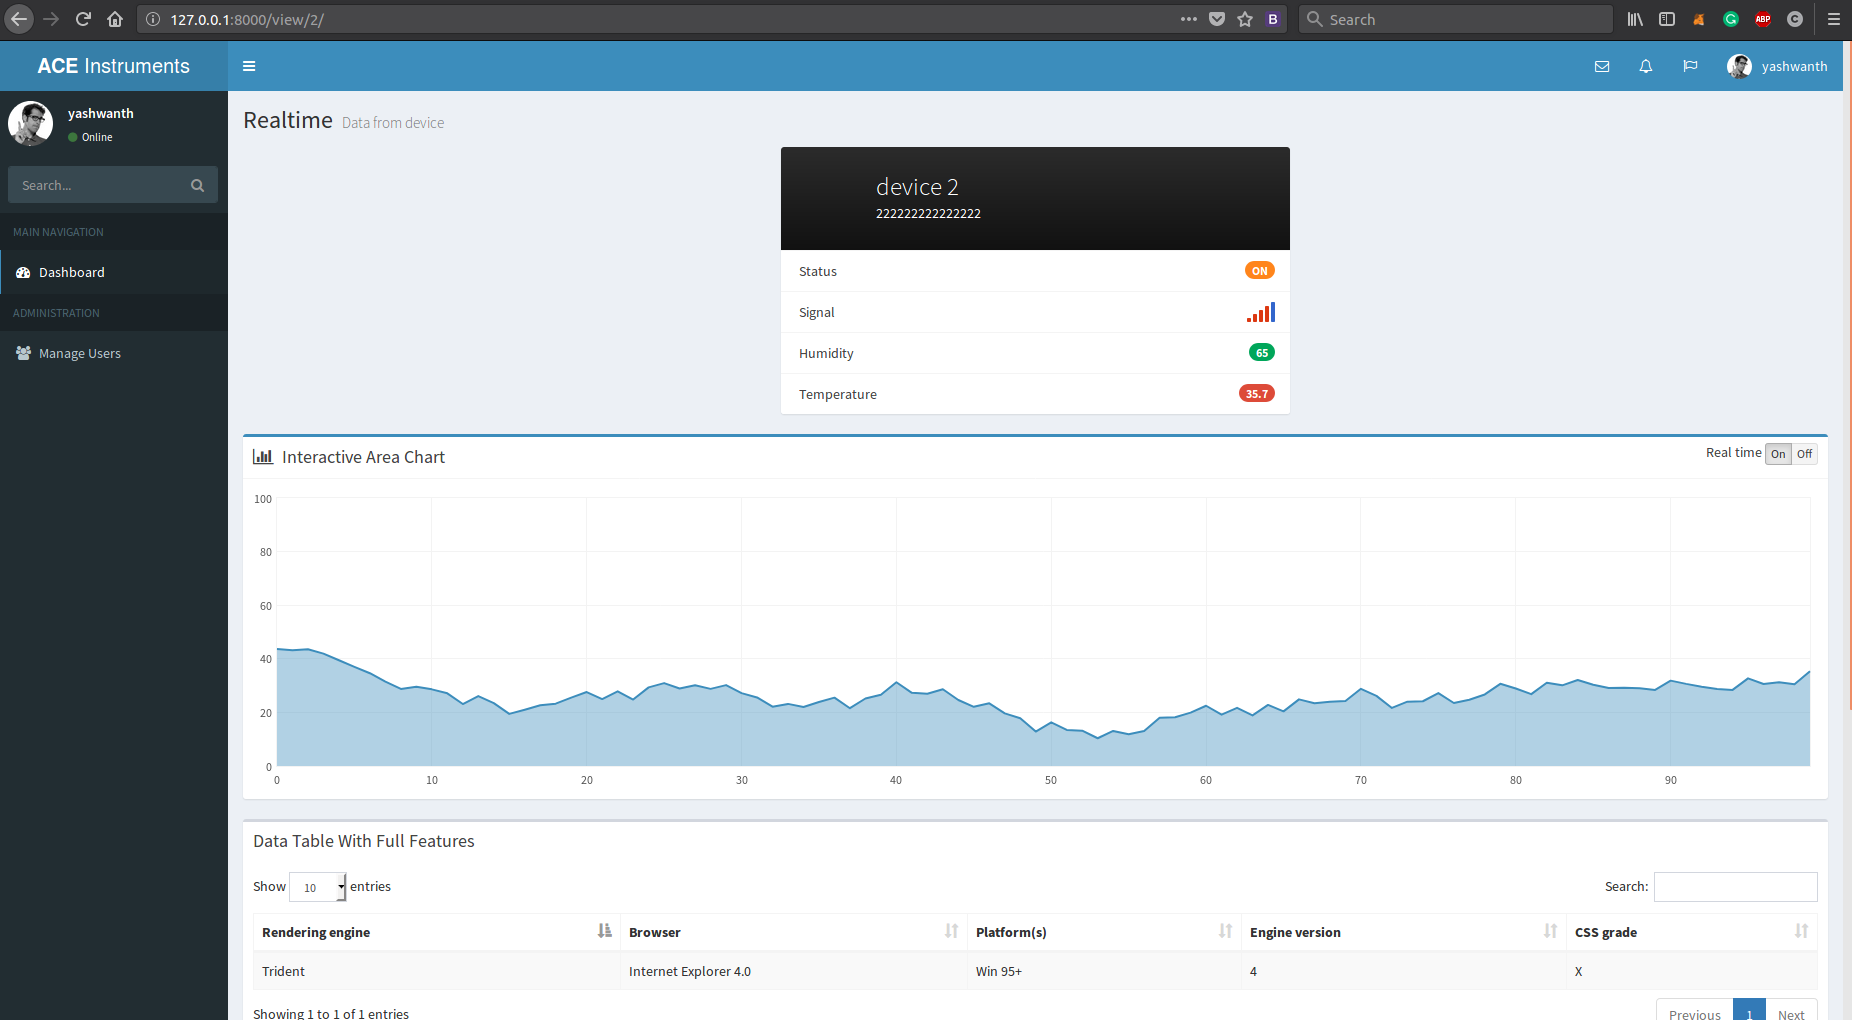 127.0.0.1:8000/view/2/
Search
ABP
ACE Instruments
yashwanth
yashwanth
Online
Search...
MAIN NAVIGATION
Dashboard
ADMINISTRATION
Manage Users
Realtime Data from device
device 2
222222222222222
Status ON
Signal
Humidity 65
Temperature 35.7
Interactive Area Chart
Real time On Off
100
80
60
40
20
0
0 10 20 30 40 50 60 70 80 90
Data Table With Full Features
Show 10 entries
Search:
Rendering engine Browser Platform(s) Engine version CSS grade
Trident Internet Explorer 4.0 Win 95+ 4 X
Showing 1 to 1 of 1 entries
Previous 1 Next